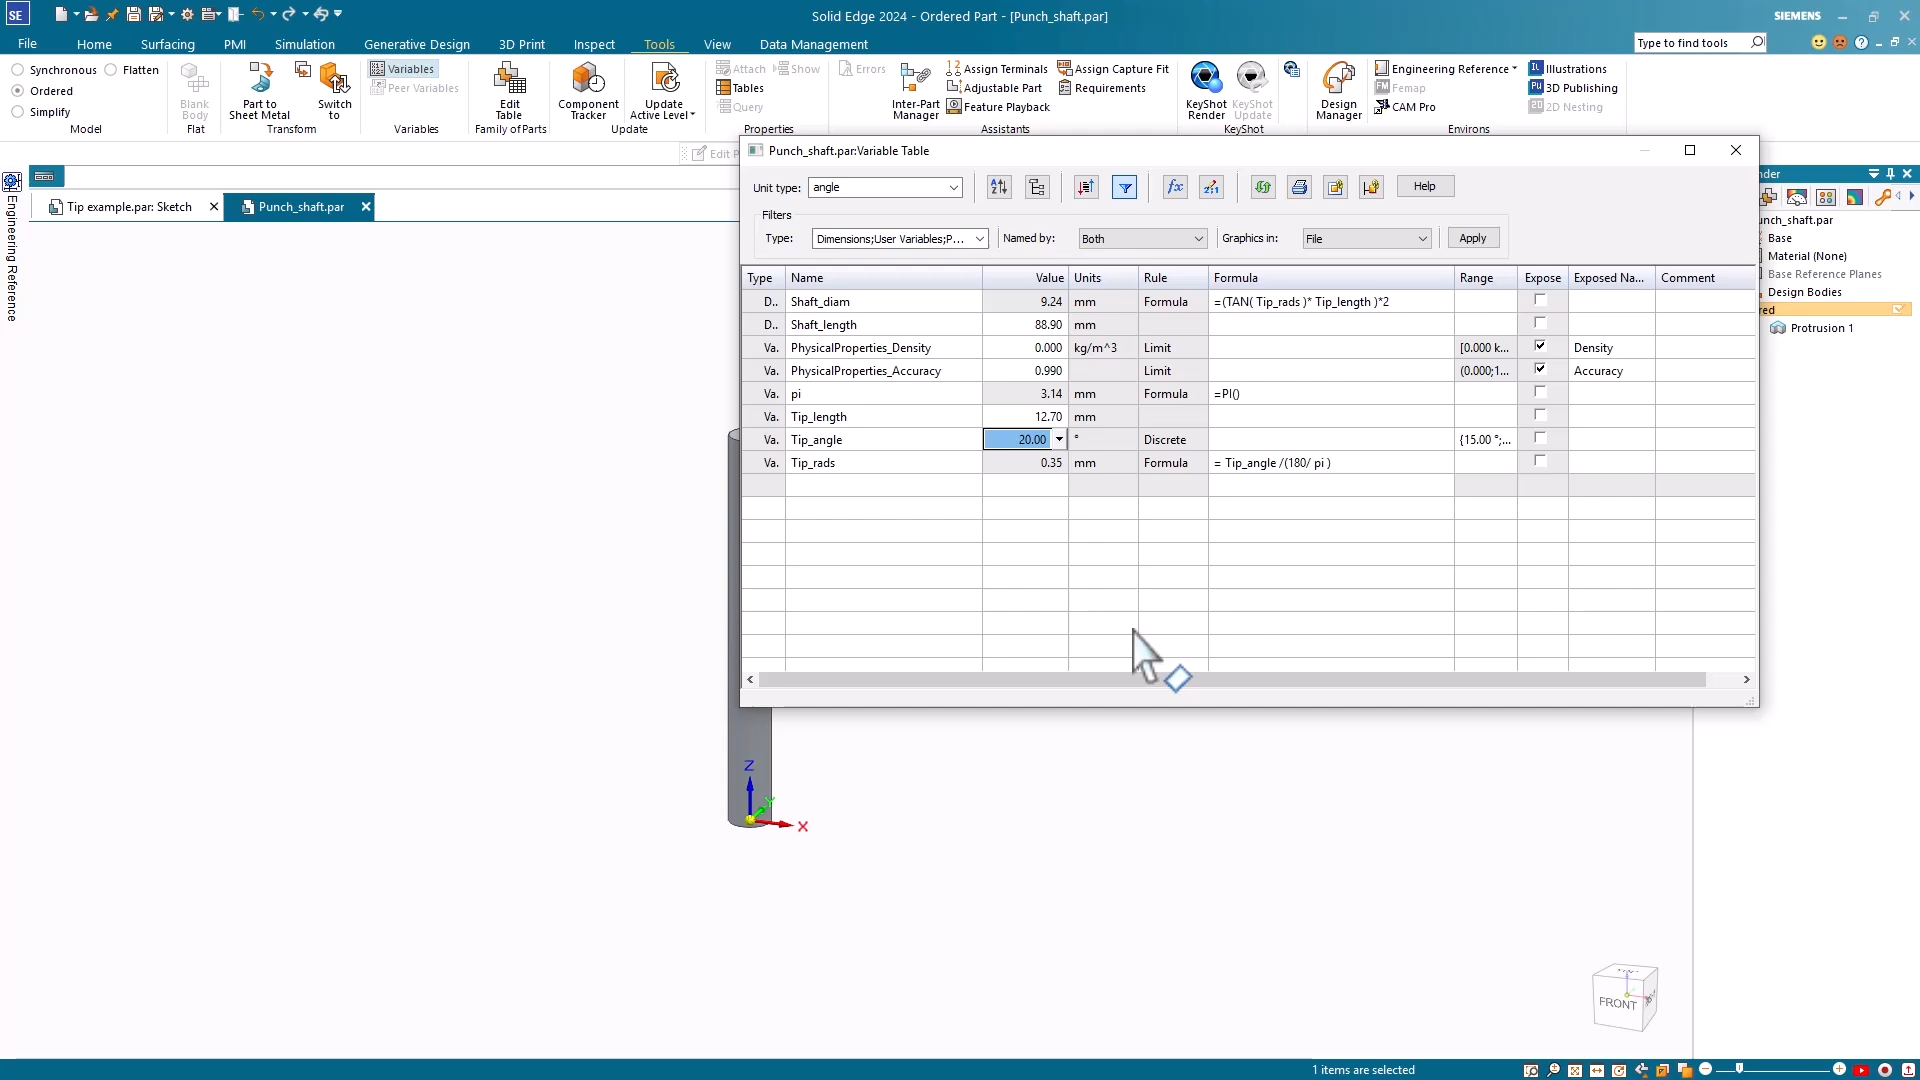 SE
Solid Edge 2024 - Ordered Part - [Punch_shaft.par]
SIEMENS
File Home Surfacing PMI Simulation Generative Design 3D Print Inspect Tools View Data Management
Type to find tools
Synchronous Flatten
Ordered
Simplify
Model
Blank Body
Flat
Part to Sheet Metal
Switch to
Transform
Variables
Peer Variables
Variables
Edit Table
Family of Parts
Component Tracker
Update Active Level
Update
Attach Show
Tables
Query
Properties
Errors
Inter-Part Manager
Assign Terminals
Adjustable Part
Feature Playback
Assign Capture Fit
Requirements
Assistants
KeyShot Render
KeyShot Update
KeyShot
Design Manager
Engineering Reference
Femap
CAM Pro
Illustrations
3D Publishing
2D Nesting
Environs
Edit P
Engineering Reference
Tip example.par: Sketch
Punch_shaft.par
Punch_shaft.par:Variable Table
Unit type: angle
Help
Filters
Type: Dimensions;User Variables;P... Named by: Both Graphics in: File Apply
Type Name Value Units Rule Formula Range Expose Exposed Na... Comment
D.. Shaft_diam 9.24 mm Formula =(TAN( Tip_rads )* Tip_length )*2
D.. Shaft_length 88.90 mm
Va. PhysicalProperties_Density 0.000 kg/m^3 Limit [0.000 k... Density
Va. PhysicalProperties_Accuracy 0.990 Limit (0.000;1... Accuracy
Va. pi 3.14 mm Formula =PI()
Va. Tip_length 12.70 mm
Va. Tip_angle 20.00 ° Discrete {15.00 °;...
Va. Tip_rads 0.35 mm Formula = Tip_angle /(180/ pi )
nder
unch_shaft.par
Base
Material (None)
Base Reference Planes
Design Bodies
red
Protrusion 1
Z
Y
X
FRONT
1 items are selected